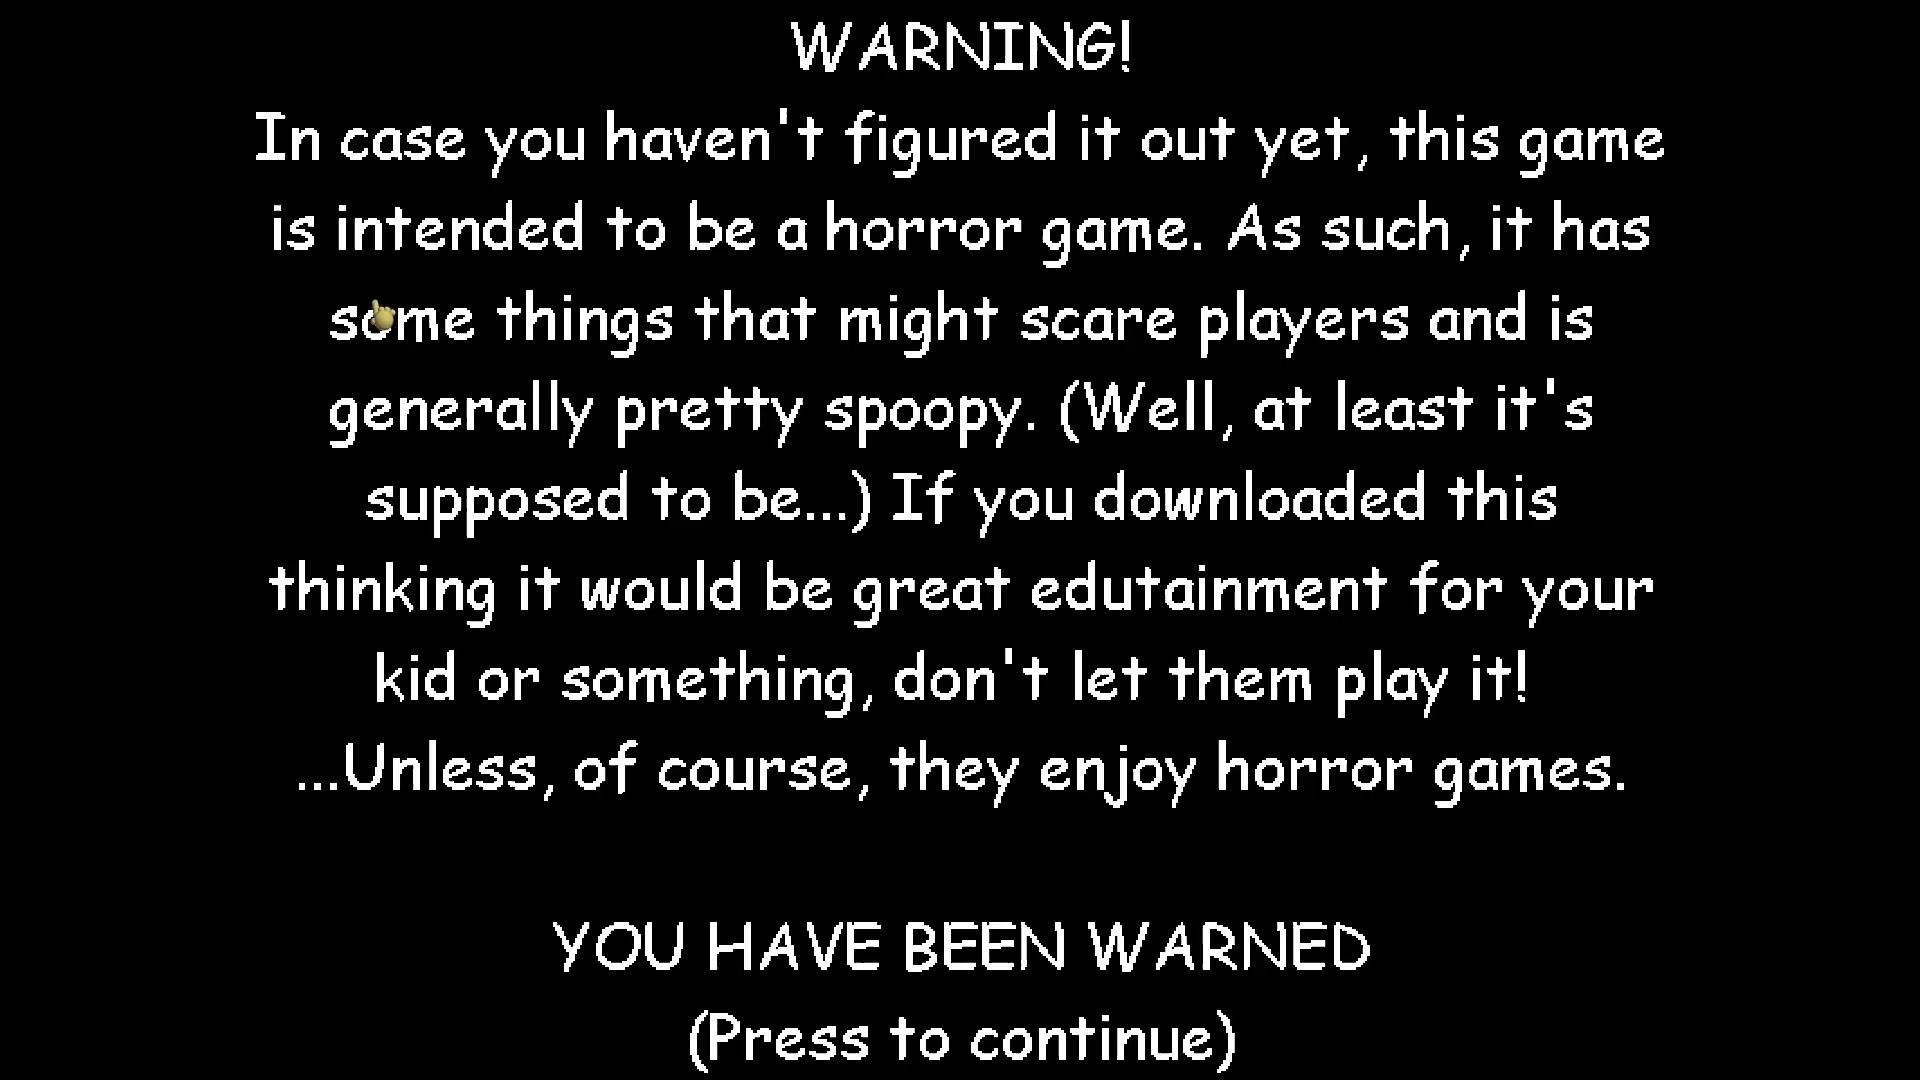 WARNING!
In case you haven't figured it out yet, this game
is intended to be a horror game. As such, it has
some things that might scare players and is
generally pretty spoopy. (Well, at least it's
supposed to be...) If you downloaded this
thinking it would be great edutainment for your
kid or something, don't let them play it!
...Unless, of course, they enjoy horror games.
YOU HAVE BEEN WARNED
(Press to continue)